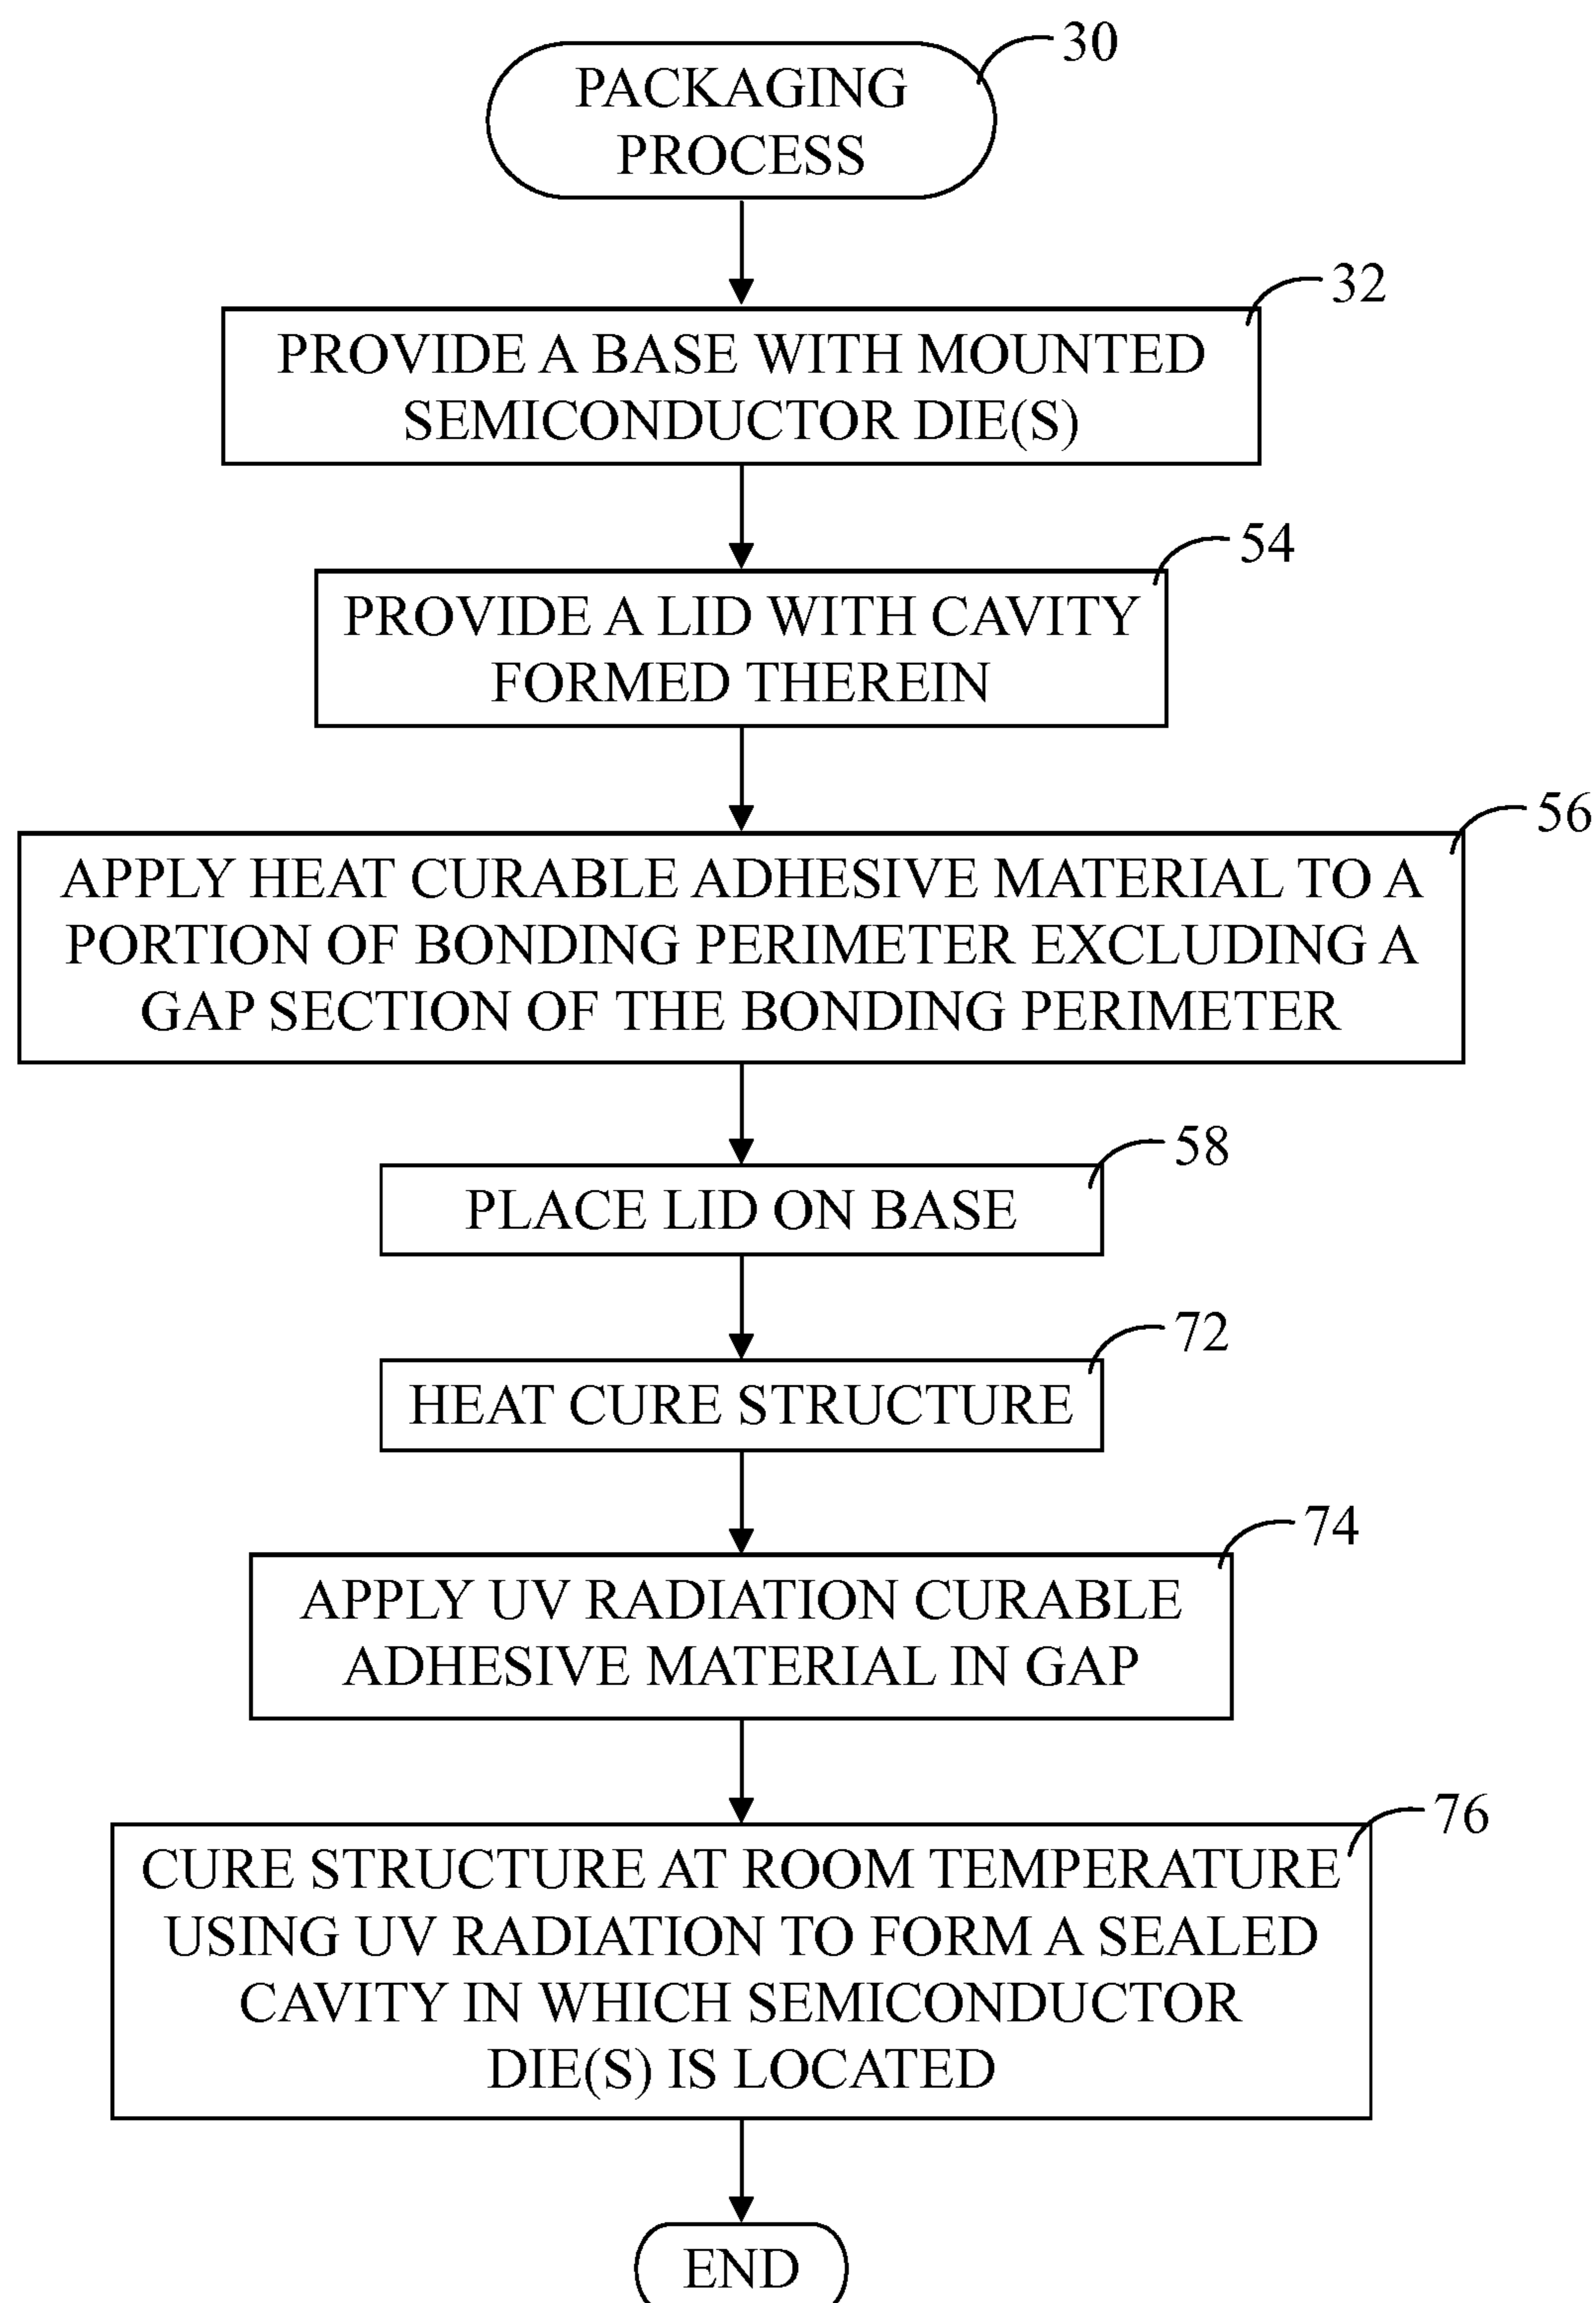 30
PACKAGING
PROCESS
32
PROVIDE A BASE WITH MOUNTED
SEMICONDUCTOR DIE(S)
54
PROVIDE A LID WITH CAVITY
FORMED THEREIN
56
APPLY HEAT CURABLE ADHESIVE MATERIAL TO A
PORTION OF BONDING PERIMETER EXCLUDING A
GAP SECTION OF THE BONDING PERIMETER
58
PLACE LID ON BASE
72
HEAT CURE STRUCTURE
74
APPLY UV RADIATION CURABLE
ADHESIVE MATERIAL IN GAP
76
CURE STRUCTURE AT ROOM TEMPERATURE
USING UV RADIATION TO FORM A SEALED
CAVITY IN WHICH SEMICONDUCTOR
DIE(S) IS LOCATED
END